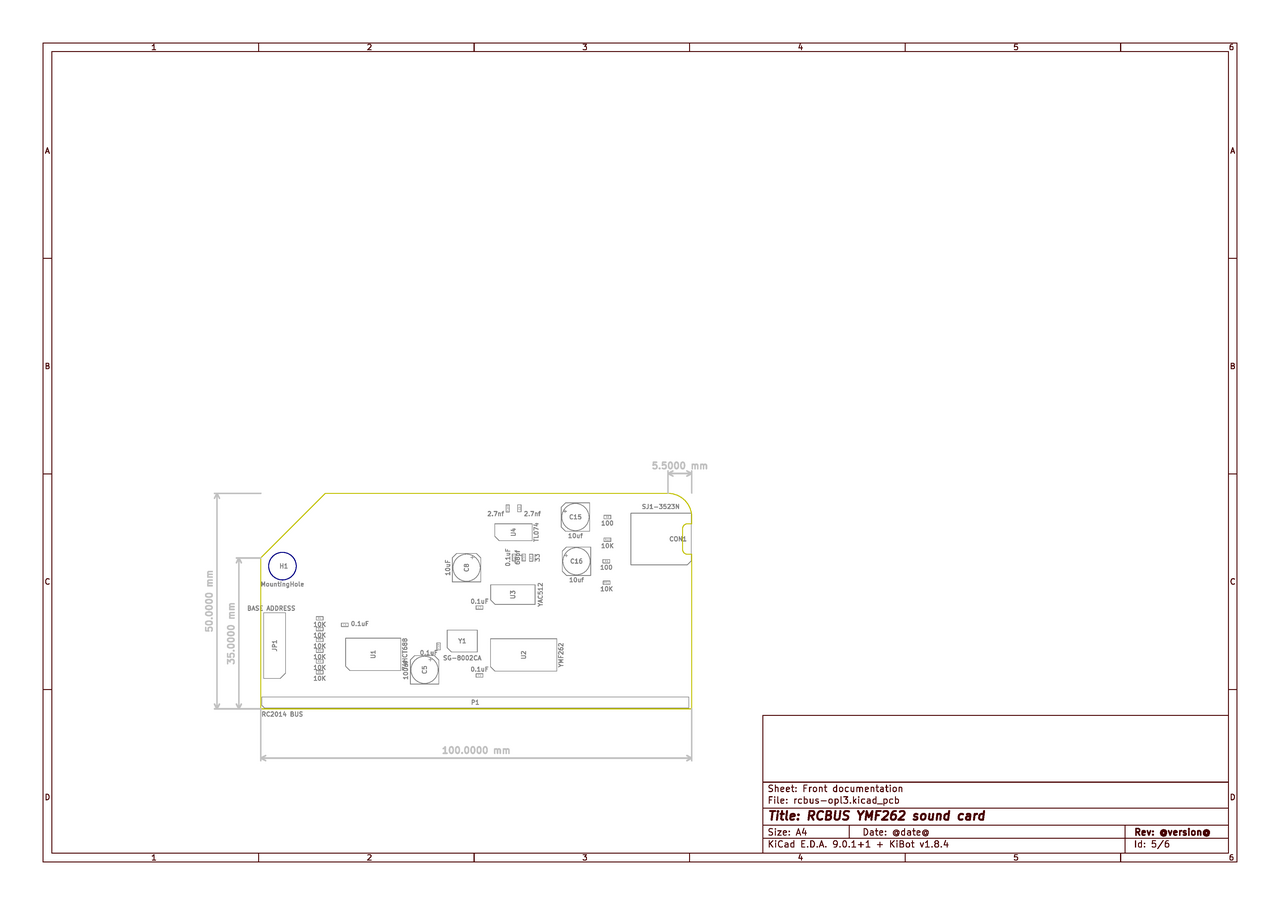 1 2 3 4 5 6
A A
B B
C C
D D
5.5000 mm
50.0000 mm
35.0000 mm
100.0000 mm
2.7nf
2.7nf
U4
TL074
C15
10uf
100
10K
SJ1-3523N
CON1
H1
MountingHole
10uF
C8
0.1uF
68pf
33
C16
10uf
100
10K
U3
YAC512
0.1uF
BASE ADDRESS
JP1
10K
10K
10K
10K
10K
10K
0.1uF
U1
100uf
0.1uF
C5
Y1
SG-8002CA
0.1uF
U2
YMF262
P1
RC2014 BUS
Sheet: Front documentation
File: rcbus-opl3.kicad_pcb
Title: RCBUS YMF262 sound card
Size: A4
Date: @date@
Rev: @version@
KiCad E.D.A. 9.0.1+1 + KiBot v1.8.4
Id: 5/6
1 2 3 4 5 6